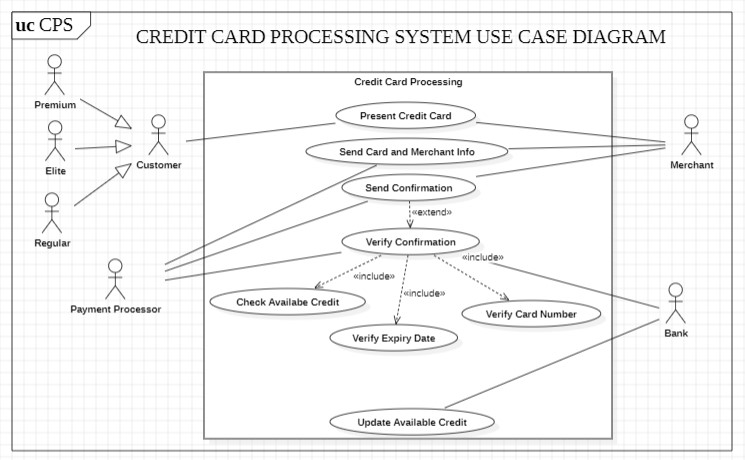 uc CPS
CREDIT CARD PROCESSING SYSTEM USE CASE DIAGRAM
Credit Card Processing
Premium
Present Credit Card
Customer
Merchant
Elite
Send Card and Merchant Info
Send Confirmation
Regular
«extend»
Verify Confirmation
«include»
«include»
«include»
Payment Processor
Check Availabe Credit
Verify Card Number
Verify Expiry Date
Bank
Update Available Credit